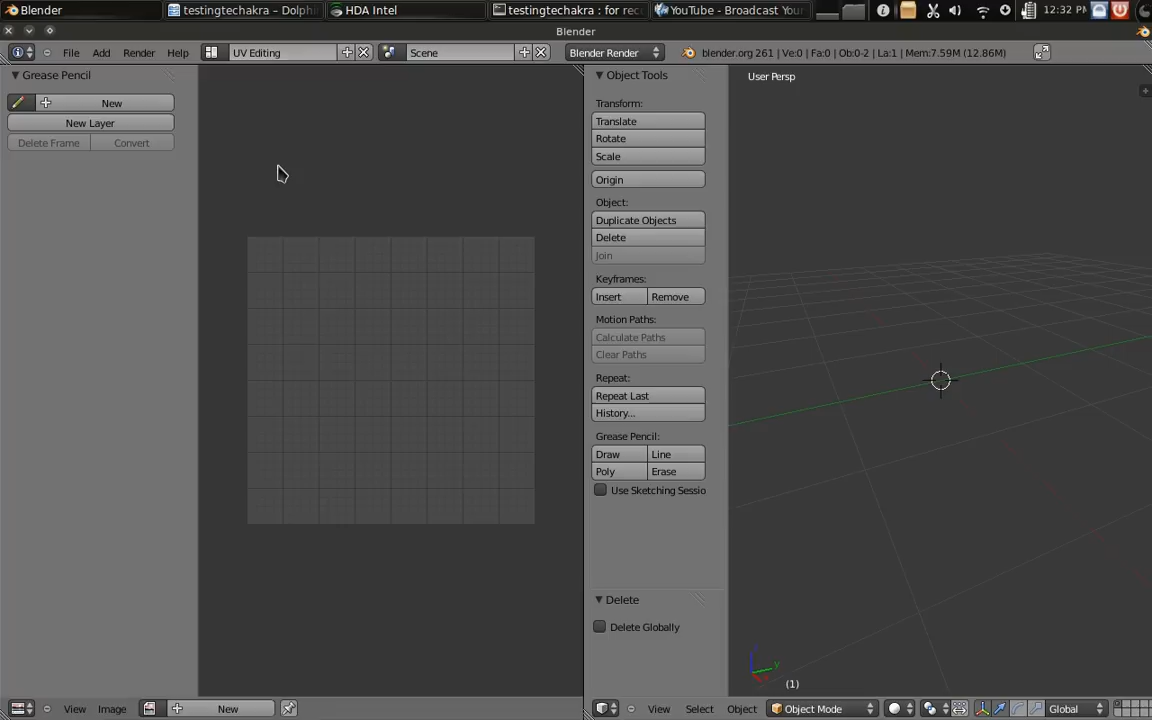 Blender
testingtechakra – Dolphi
HDA Intel
testingtechakra : for rec
YouTube - Broadcast Your
12:32 PM
Blender
File Add Render Help
UV Editing
Scene
Blender Render
blender.org 261 | Ve:0 | Fa:0 | Ob:0-2 | La:1 | Mem:7.59M (12.86M)
Grease Pencil
New
New Layer
Delete Frame Convert
Object Tools
Transform:
Translate
Rotate
Scale
Origin
Object:
Duplicate Objects
Delete
Join
Keyframes:
Insert Remove
Motion Paths:
Calculate Paths
Clear Paths
Repeat:
Repeat Last
History...
Grease Pencil:
Draw Line
Poly Erase
Use Sketching Sessio
Delete
Delete Globally
User Persp
(1)
View Image
New
View Select Object
Object Mode
Global